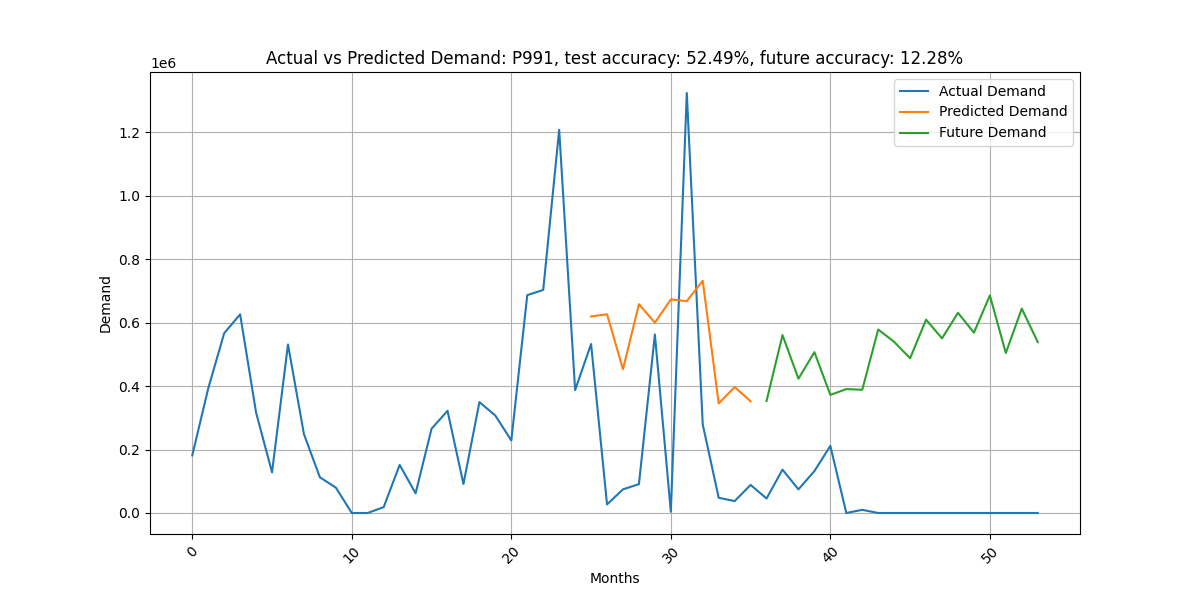 Actual vs Predicted Demand: P991, test accuracy: 52.49%, future accuracy: 12.28%
1e6
Actual Demand
Predicted Demand
Future Demand
1.2
1.0
0.8
0.6
0.4
0.2
0.0
Demand
0 10 20 30 40 50
Months